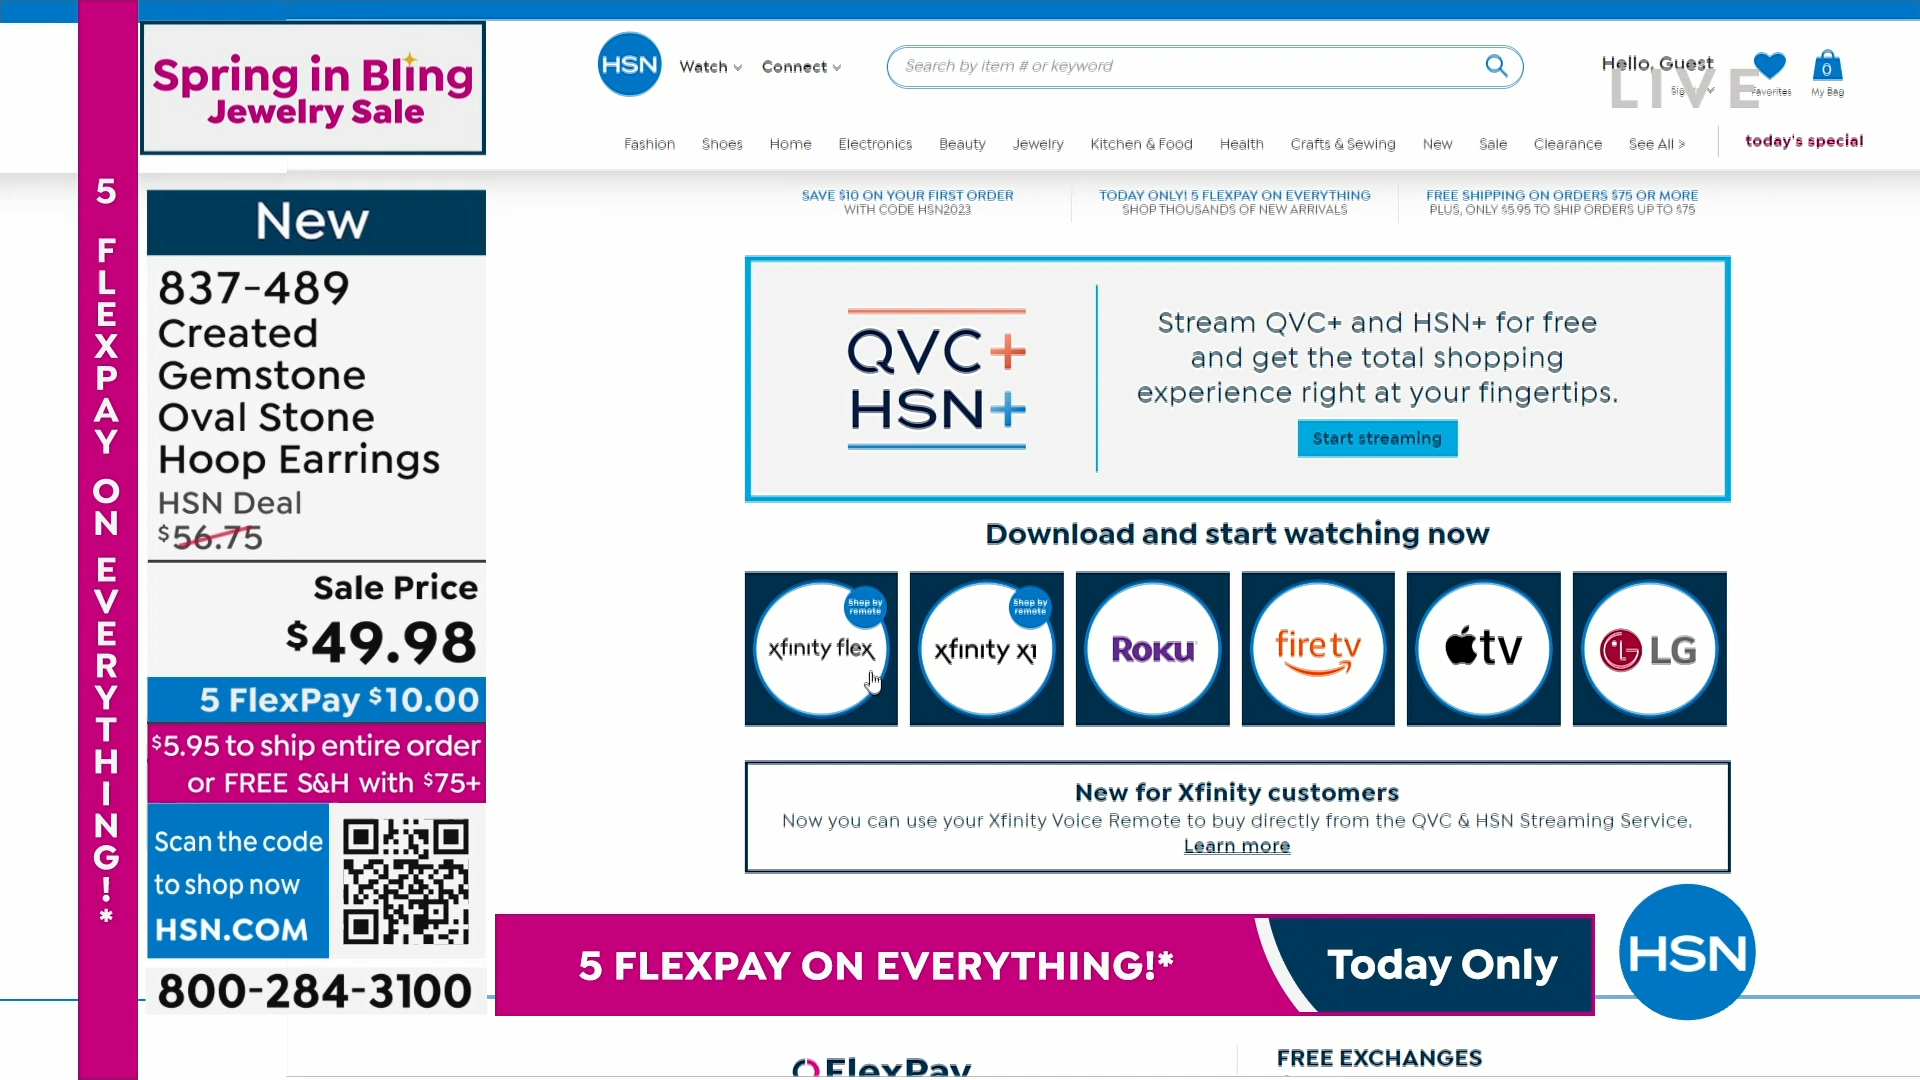 5 FLEXPAY ON EVERYTHING!*
Spring in Bling
Jewelry Sale
New
837-489
Created
Gemstone
Oval Stone
Hoop Earrings
HSN Deal
$56.75
Sale Price
$49.98
5 FlexPay $10.00
$5.95 to ship entire order
or FREE S&H with $75+
Scan the code
to shop now
HSN.COM
800-284-3100
HSN
Watch
Connect
Search by item # or keyword
Hello, Guest
LIVE
Favorites
0
My Bag
Fashion Shoes Home Electronics Beauty Jewelry Kitchen & Food Health Crafts & Sewing New Sale Clearance See All > today's special
SAVE $10 ON YOUR FIRST ORDER
WITH CODE HSN2023
TODAY ONLY! 5 FLEXPAY ON EVERYTHING
SHOP THOUSANDS OF NEW ARRIVALS
FREE SHIPPING ON ORDERS $75 OR MORE
PLUS, ONLY $5.95 TO SHIP ORDERS UP TO $75
QVC+
HSN+
Stream QVC+ and HSN+ for free
and get the total shopping
experience right at your fingertips.
Start streaming
Download and start watching now
Shop by
remote
xfinity flex
Shop by
remote
xfinity x1
Roku
fire tv
tv
LG
New for Xfinity customers
Now you can use your Xfinity Voice Remote to buy directly from the QVC & HSN Streaming Service.
Learn more
5 FLEXPAY ON EVERYTHING!*
Today Only
HSN
FlexPay
FREE EXCHANGES